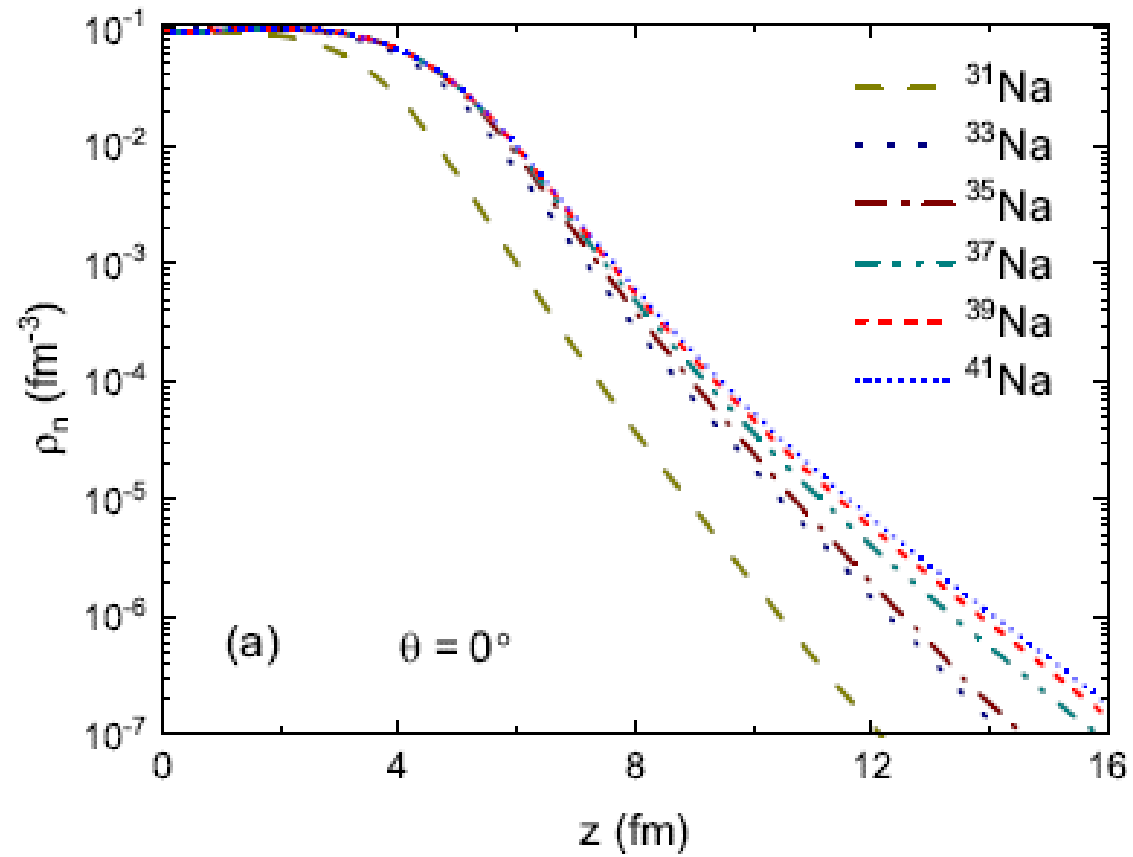 10⁻¹
10⁻²
10⁻³
10⁻⁴
10⁻⁵
10⁻⁶
10⁻⁷
ρₙ (fm⁻³)
³¹Na
³³Na
³⁵Na
³⁷Na
³⁹Na
⁴¹Na
(a) θ = 0°
0 4 8 12 16
z (fm)